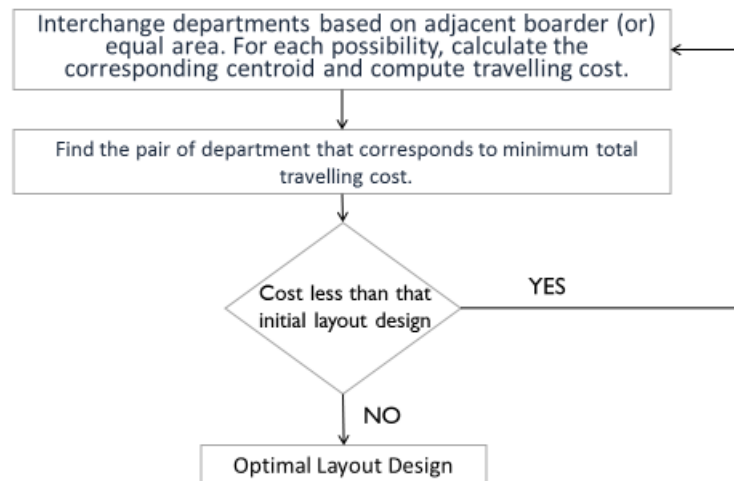 Interchange departments based on adjacent boarder (or)
equal area. For each possibility, calculate the
corresponding centroid and compute travelling cost.
Find the pair of department that corresponds to minimum total
travelling cost.
Cost less than that
initial layout design
YES
NO
Optimal Layout Design